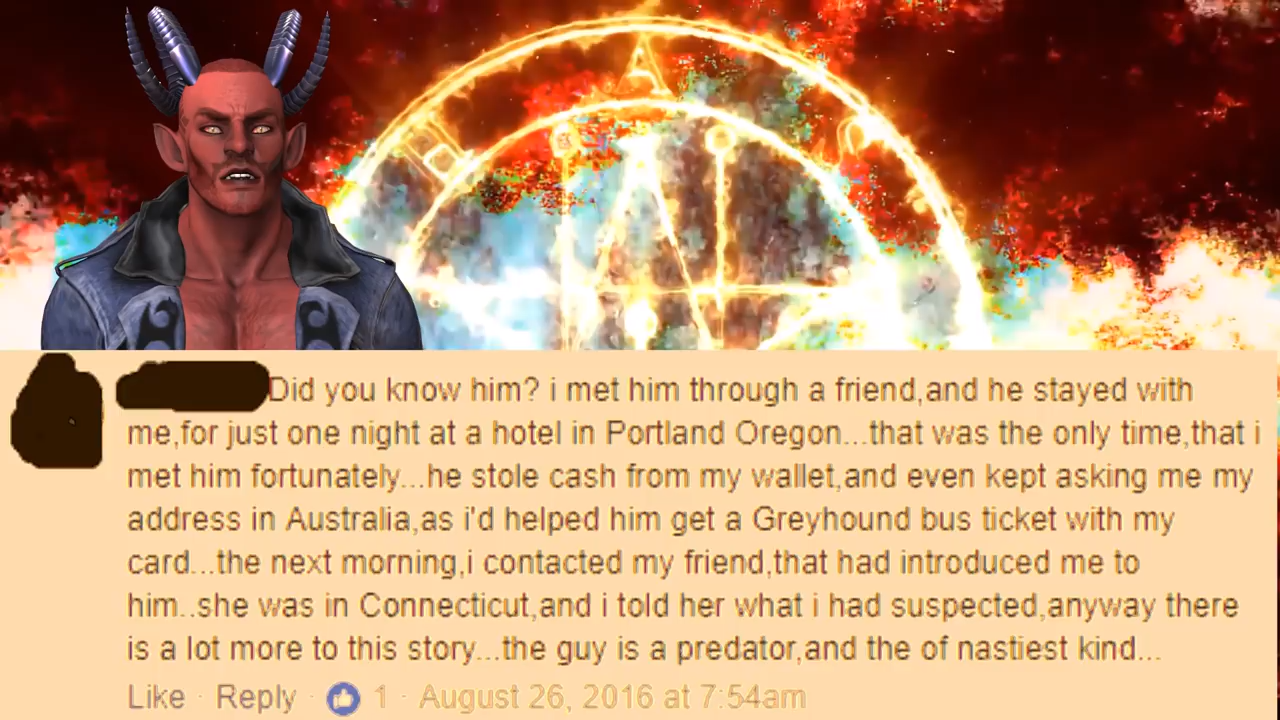 Did you know him? i met him through a friend,and he stayed with
me,for just one night at a hotel in Portland Oregon...that was the only time,that i
met him fortunately...he stole cash from my wallet,and even kept asking me my
address in Australia,as i'd helped him get a Greyhound bus ticket with my
card...the next morning,i contacted my friend,that had introduced me to
him..she was in Connecticut,and i told her what i had suspected,anyway there
is a lot more to this story...the guy is a predator,and the of nastiest kind...
Like · Reply · 1 · August 26, 2016 at 7:54am